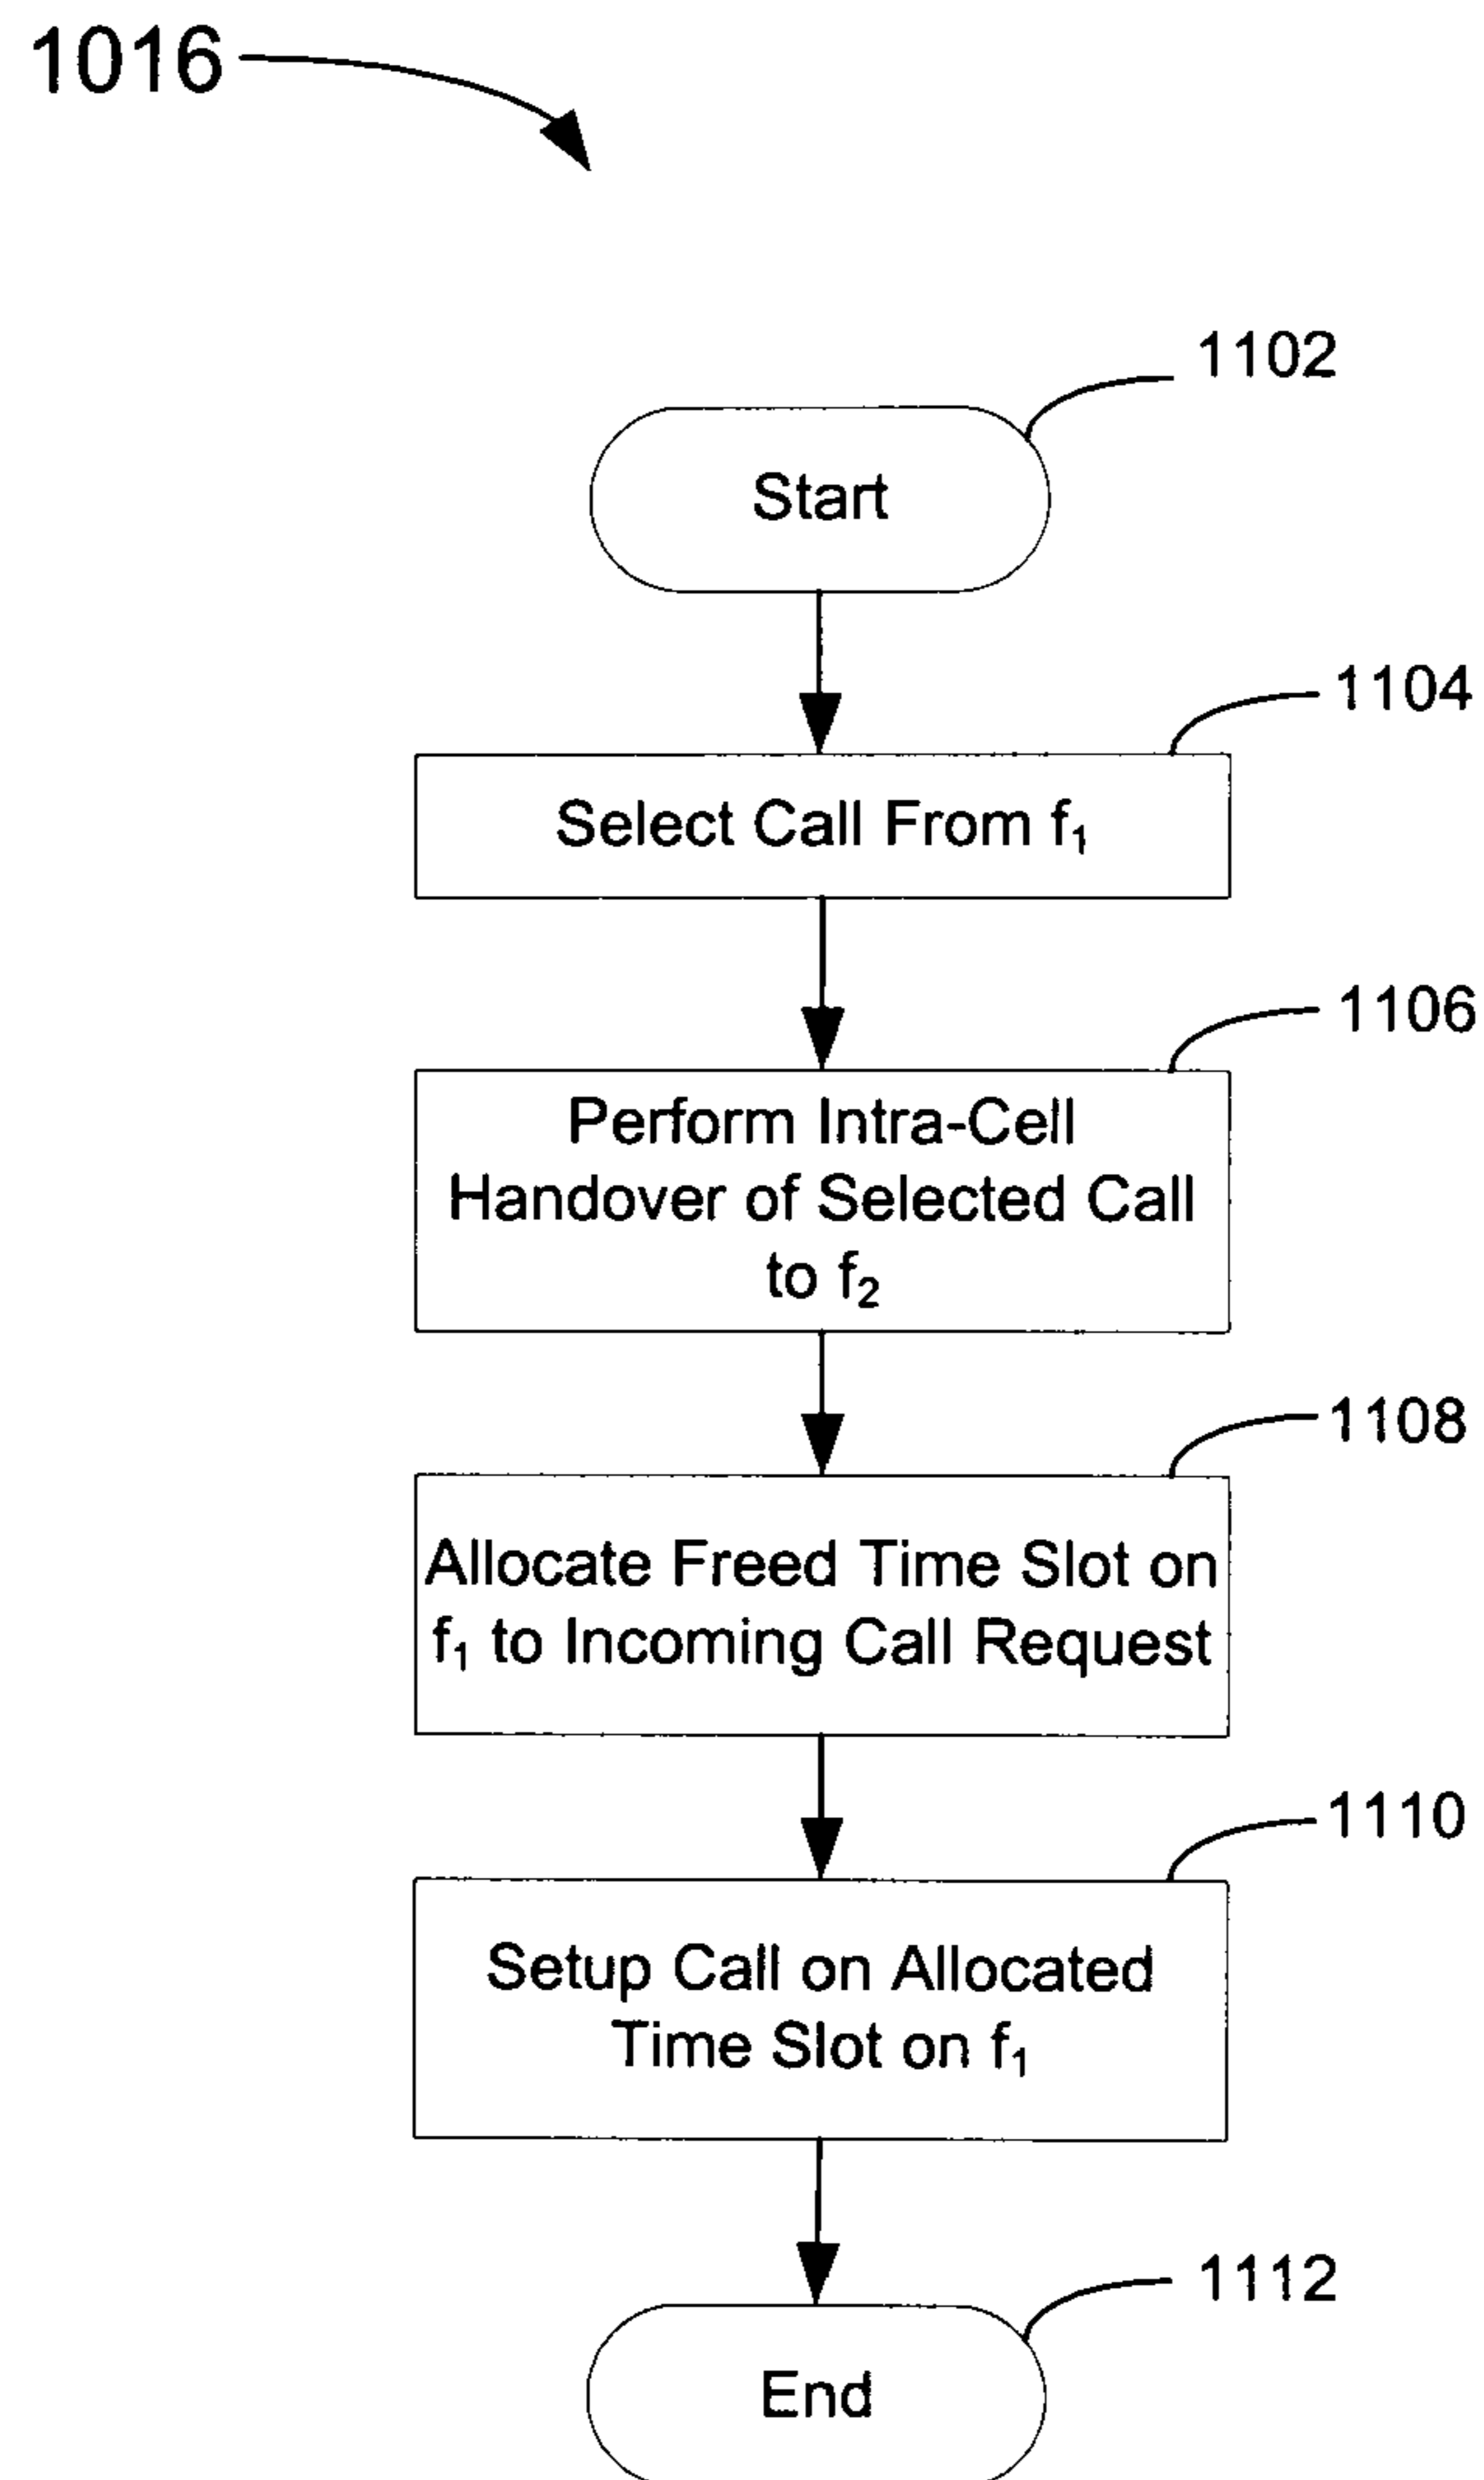 1016
1102
Start
1104
Select Call From f₁
1106
Perform Intra-Cell
Handover of Selected Call
to f₂
1108
Allocate Freed Time Slot on
f₁ to Incoming Call Request
1110
Setup Call on Allocated
Time Slot on f₁
1112
End